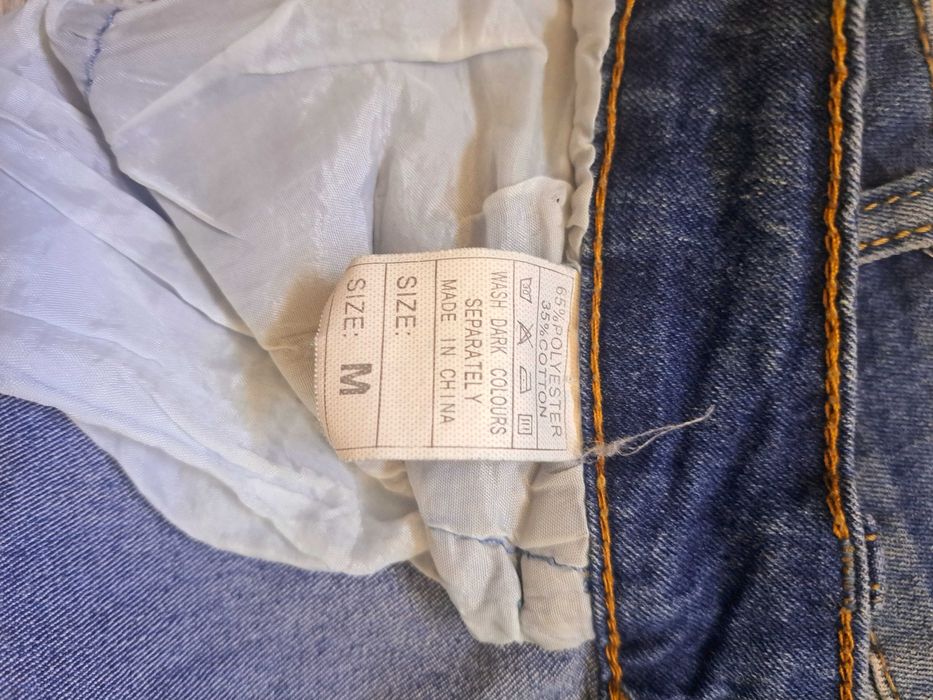 65%POLYESTER
35%COTTON
WASH DARK COLOURS
SEPARATELY
MADE IN CHINA
SIZE:
SIZE: M